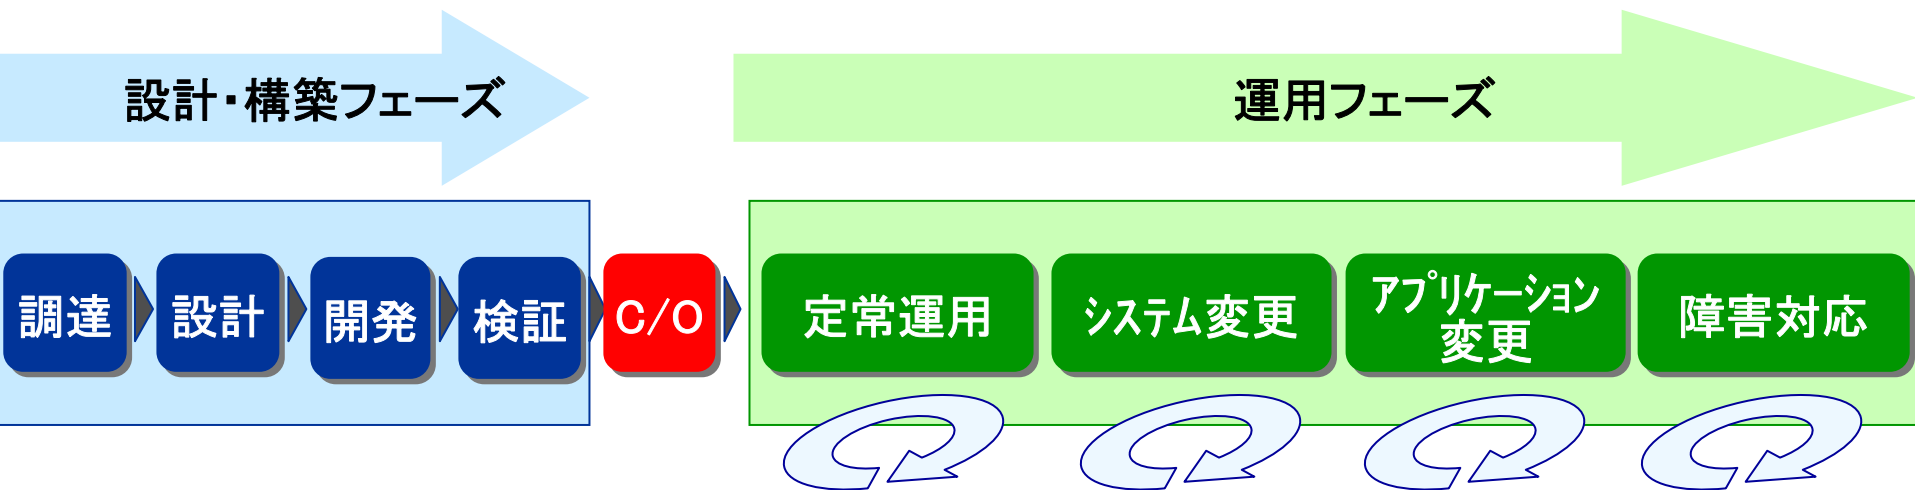 設計・構築フェーズ
運用フェーズ
調達
設計
開発
検証
C/O
定常運用
システム変更
アプリケーション
変更
障害対応